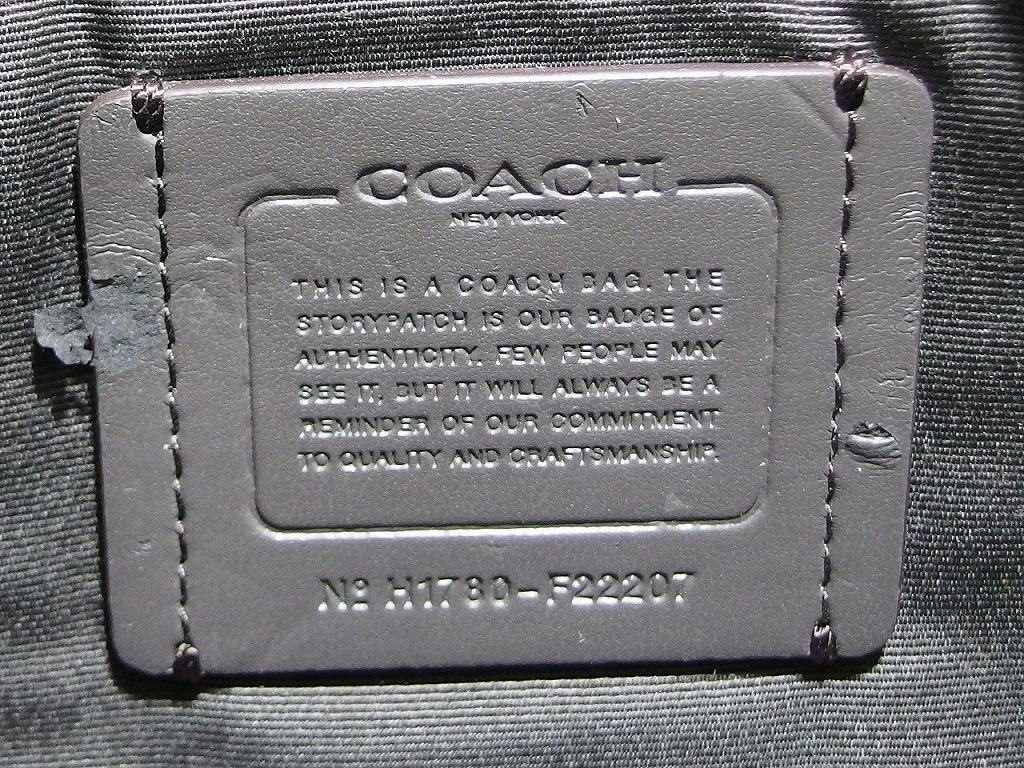 COACH
NEW YORK
THIS IS A COACH BAG. THE
STORYPATCH IS OUR BADGE OF
AUTHENTICITY. FEW PEOPLE MAY
SEE IT, BUT IT WILL ALWAYS BE A
REMINDER OF OUR COMMITMENT
TO QUALITY AND CRAFTSMANSHIP.
Nº H1780-F22207